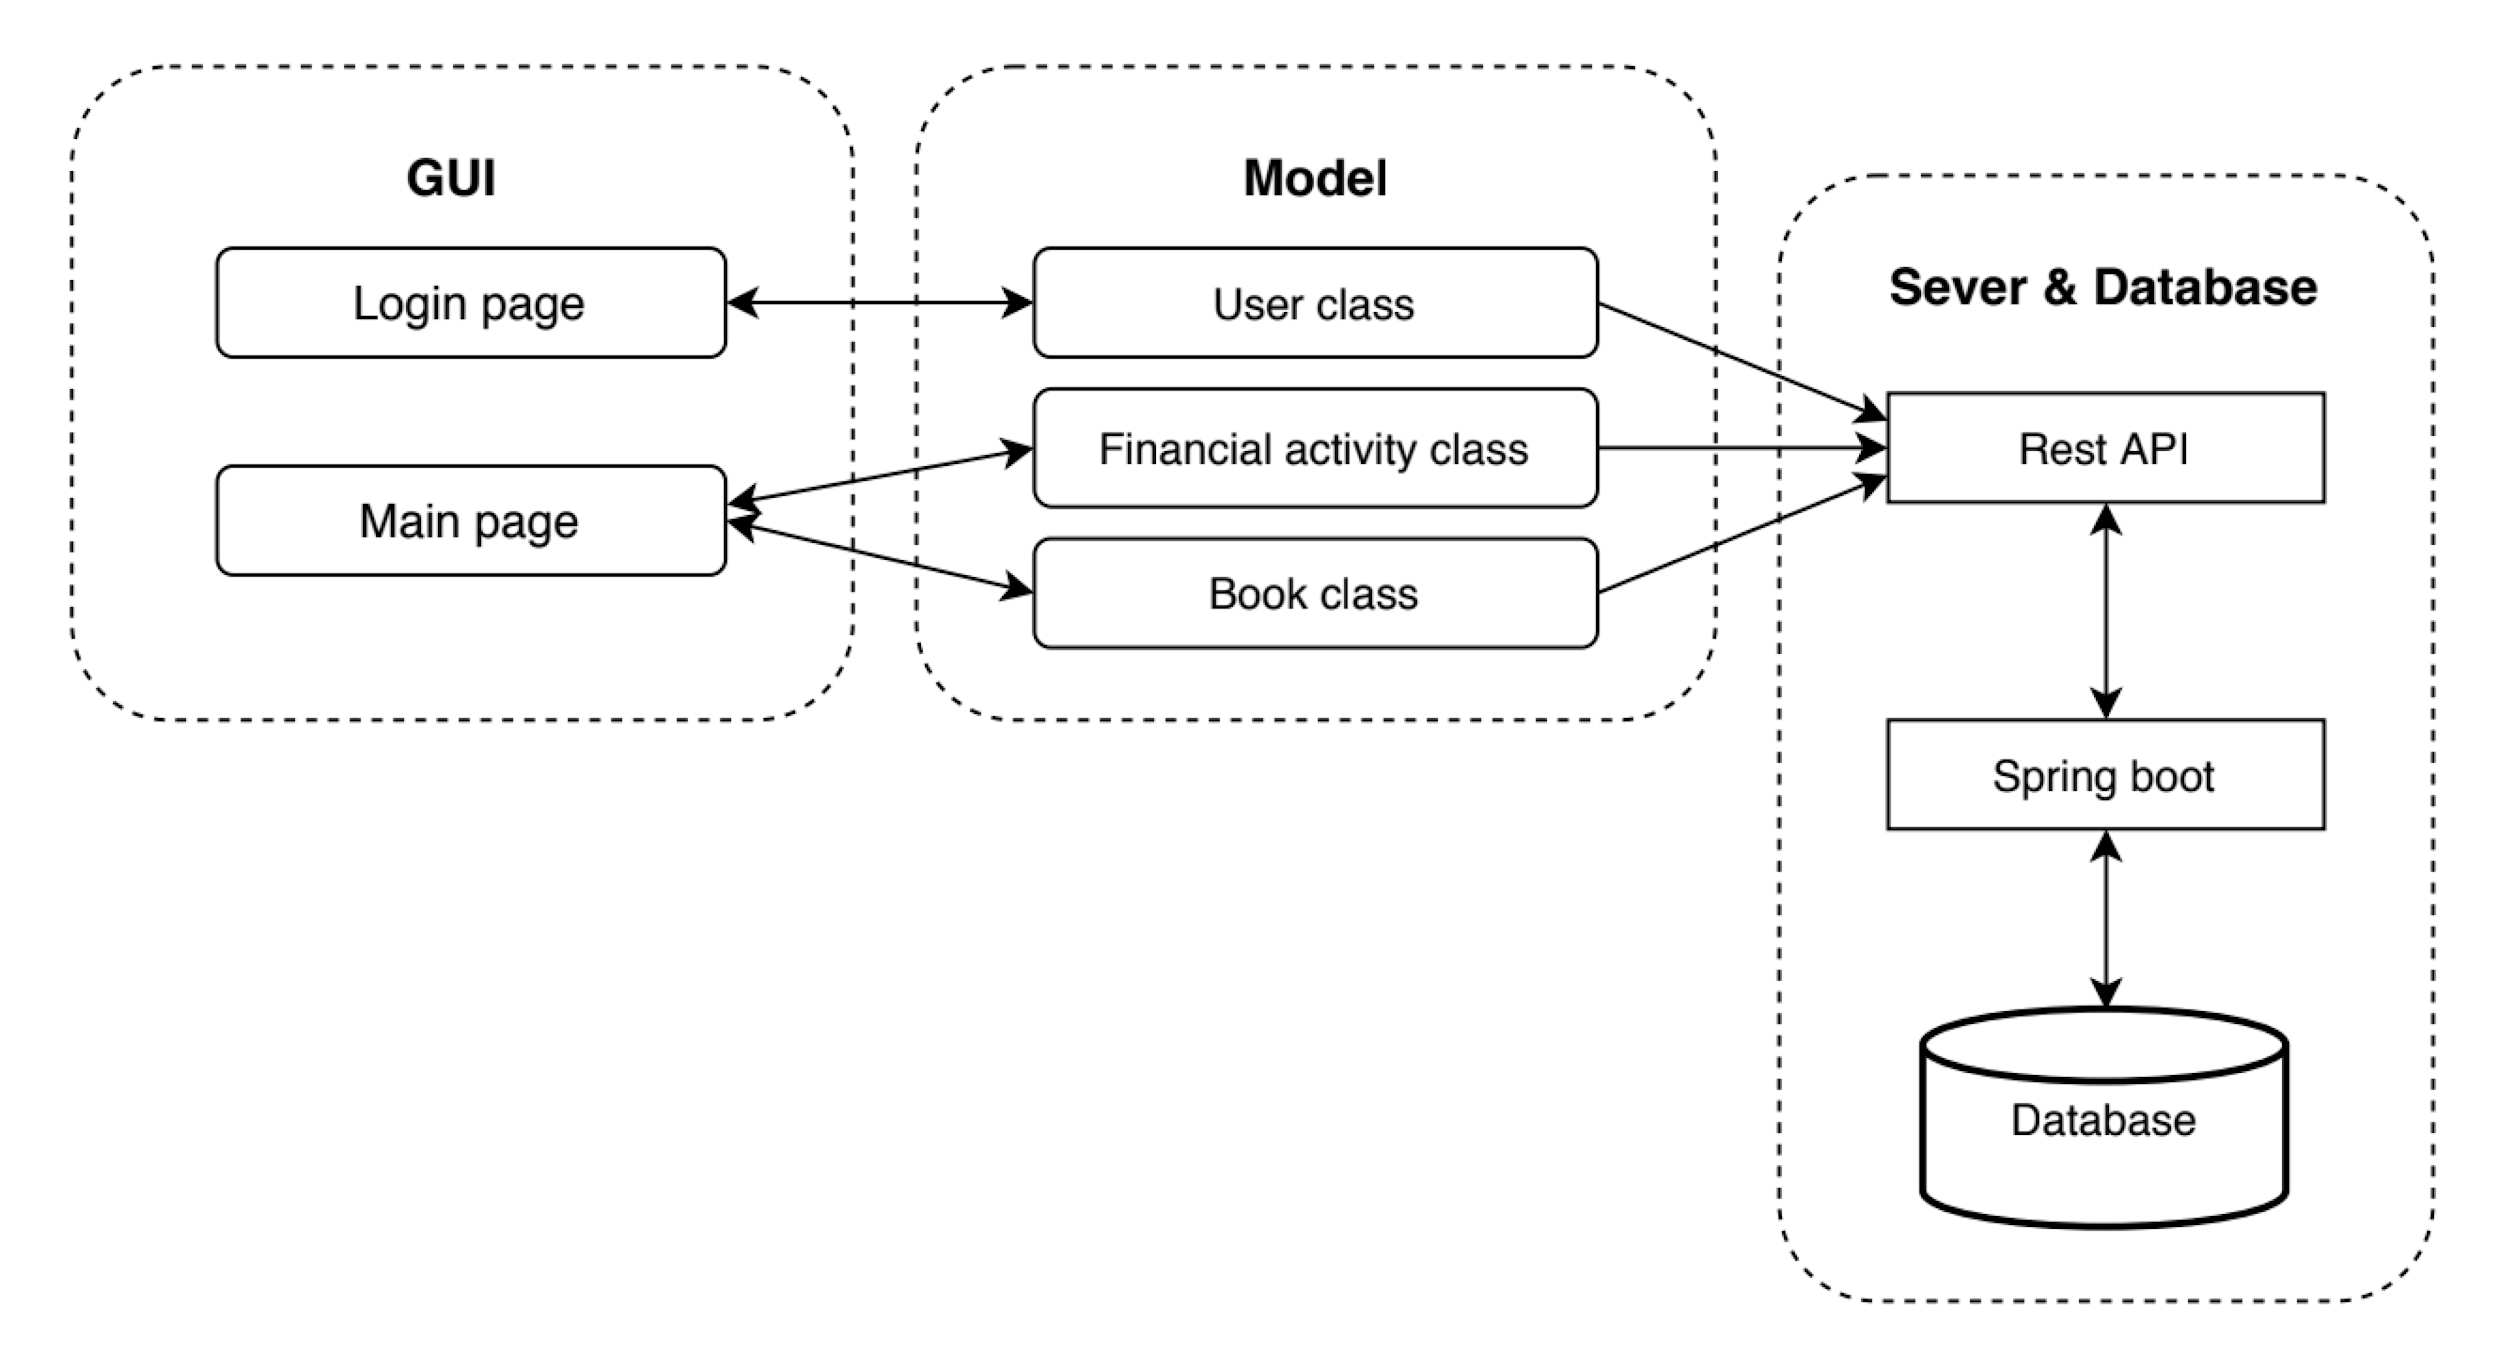 GUI
Login page
Main page
Model
User class
Financial activity class
Book class
Sever & Database
Rest API
Spring boot
Database